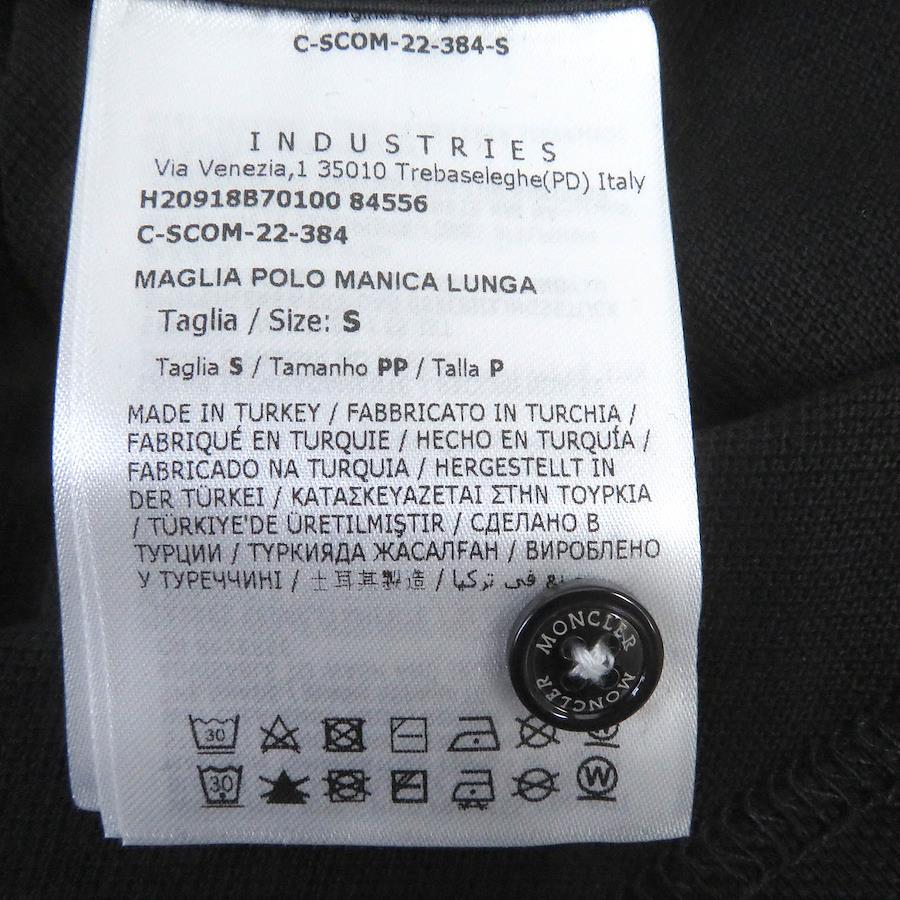 C-SCOM-22-384-S
INDUSTRIES
Via Venezia,1 35010 Trebaseleghe(PD) Italy
H20918B70100 84556
C-SCOM-22-384
MAGLIA POLO MANICA LUNGA
Taglia / Size: S
Taglia S / Tamanho PP / Talla P
MADE IN TURKEY / FABBRICATO IN TURCHIA /
FABRIQUÉ EN TURQUIE / HECHO EN TURQUÍA /
FABRICADO NA TURQUIA / HERGESTELLT IN
DER TÜRKEI / ΚΑΤΑΣΚΕΥΑΖΕΤΑΙ ΣΤΗΝ ΤΟΥΡΚΙΑ
/ TÜRKIYE'DE ÜRETILMIŞTIR / СДЕЛАНО В
ТУРЦИИ / ТҮРКИЯДА ЖАСАЛҒАН / ВИРОБЛЕНО
У ТУРЕЧЧИНІ / 土耳其製造 / في تركيا
MONCLER
MONCLER
30
30
W